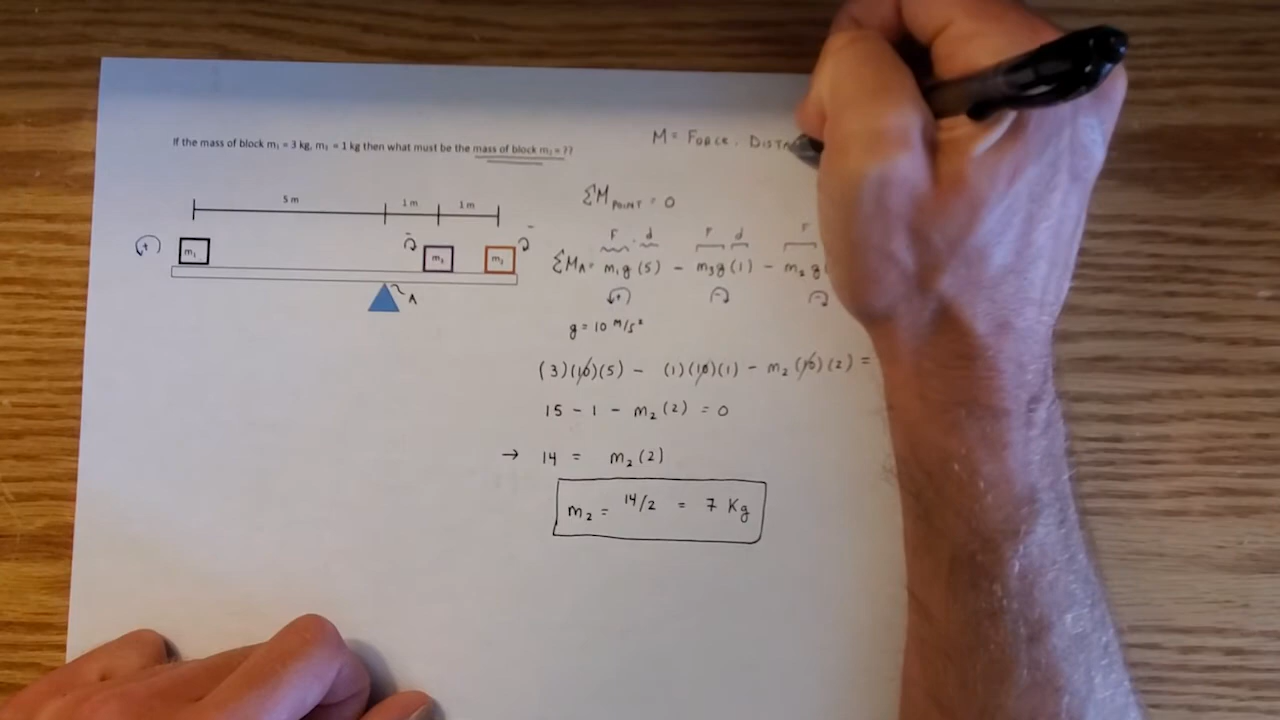 If the mass of block m₁ = 3 kg, m₃ = 1 kg then what must be the mass of block m₂ = ??
M = FORCE . DISTA
ΣM POINT = 0
5 m 1 m 1 m
F . d F d F
(+) m₁ m₃ m₂
ΣMA = m₁g (5) - m₃g (1) - m₂ g
A
(+) (-) (-)
g = 10 M/s²
(3)(10)(5) - (1)(10)(1) - m₂ (10)(2) =
15 - 1 - m₂ (2) = 0
→ 14 = m₂ (2)
m₂ = 14/2 = 7 Kg